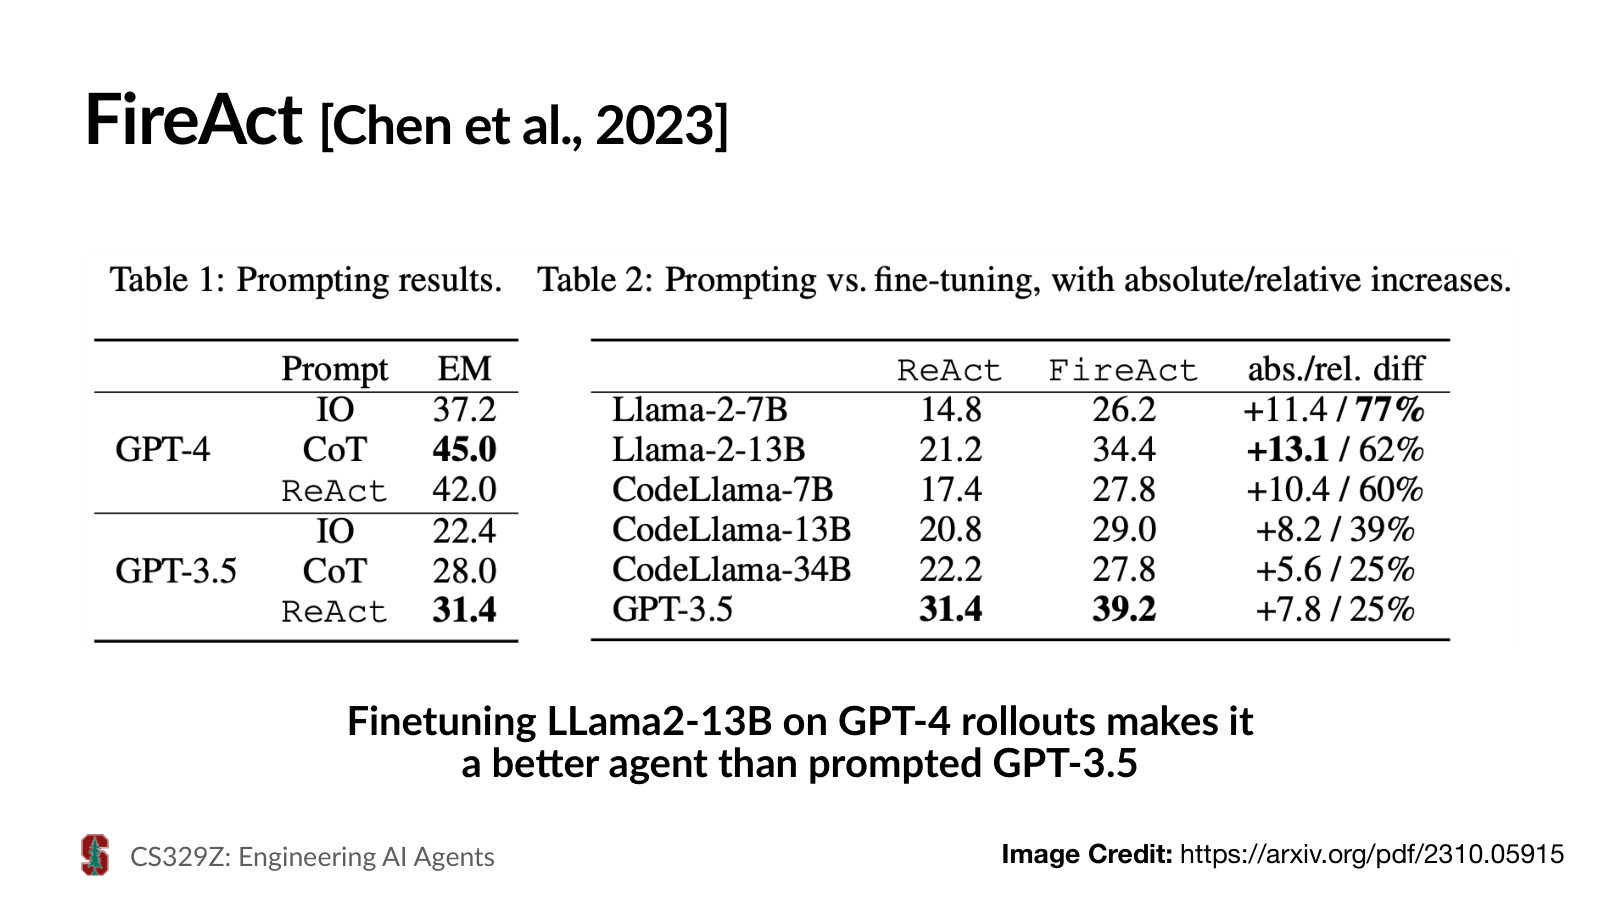 FireAct [Chen et al., 2023]
Table 1: Prompting results.
Prompt EM
IO 37.2
GPT-4 CoT 45.0
ReAct 42.0
IO 22.4
GPT-3.5 CoT 28.0
ReAct 31.4
Table 2: Prompting vs. fine-tuning, with absolute/relative increases.
ReAct FireAct abs./rel. diff
Llama-2-7B 14.8 26.2 +11.4 / 77%
Llama-2-13B 21.2 34.4 +13.1 / 62%
CodeLlama-7B 17.4 27.8 +10.4 / 60%
CodeLlama-13B 20.8 29.0 +8.2 / 39%
CodeLlama-34B 22.2 27.8 +5.6 / 25%
GPT-3.5 31.4 39.2 +7.8 / 25%
Finetuning LLama2-13B on GPT-4 rollouts makes it
a better agent than prompted GPT-3.5
CS329Z: Engineering AI Agents
Image Credit: https://arxiv.org/pdf/2310.05915